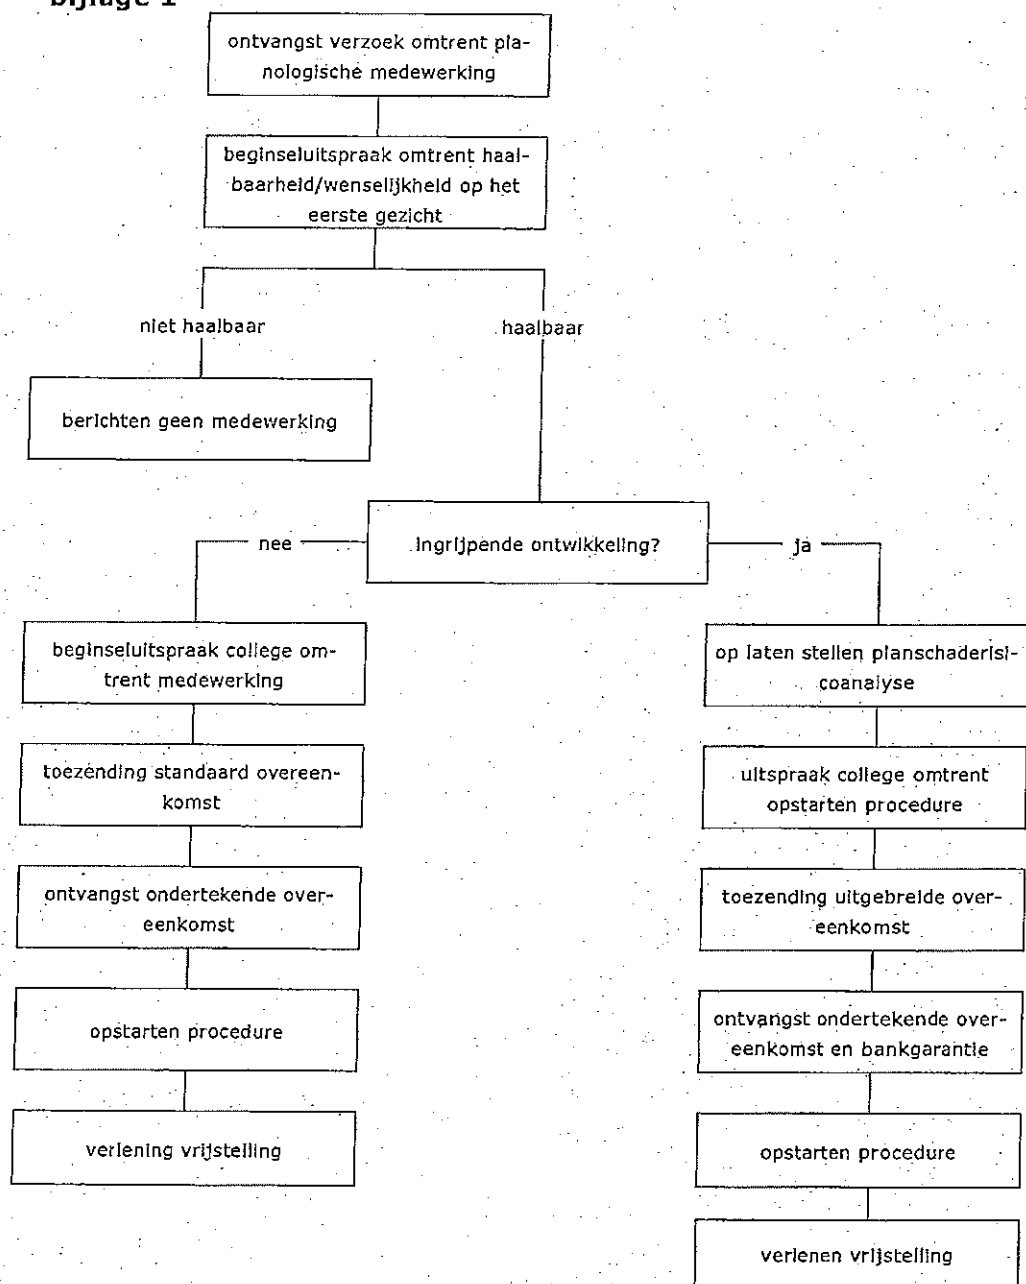 bijlage 1
ontvangst verzoek omtrent pla-
nologische medewerking
beginseluitspraak omtrent haal-
baarheid/wenselijkheid op het
eerste gezicht
niet haalbaar
haalbaar
berichten geen medewerking
nee
ingrijpende ontwikkeling?
ja
beginseluitspraak college om-
trent medewerking
toezending standaard overeen-
komst
ontvangst ondertekende over-
eenkomst
opstarten procedure
verlening vrijstelling
op laten stellen planschaderisi-
coanalyse
uitspraak college omtrent
opstarten procedure
toezending uitgebreide over-
eenkomst
ontvangst ondertekende over-
eenkomst en bankgarantie
opstarten procedure
verlenen vrijstelling